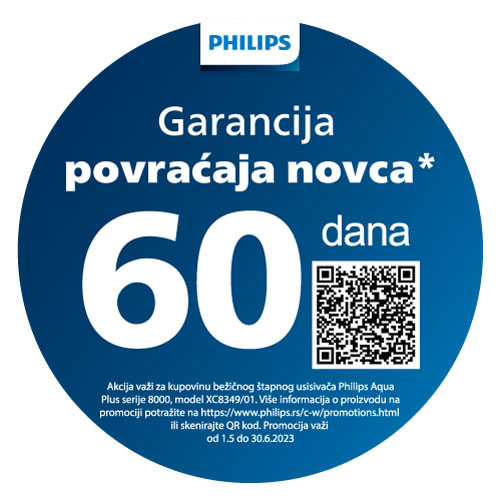 PHILIPS
Garancija
povraćaja novca*
60 dana
Akcija važi za kupovinu bežičnog štapnog usisivača Philips Aqua
Plus serije 8000, model XC8349/01. Više informacija o proizvodu na
promociji potražite na https://www.philips.rs/c-w/promotions.html
ili skenirajte QR kod. Promocija važi
od 1.5 do 30.6.2023